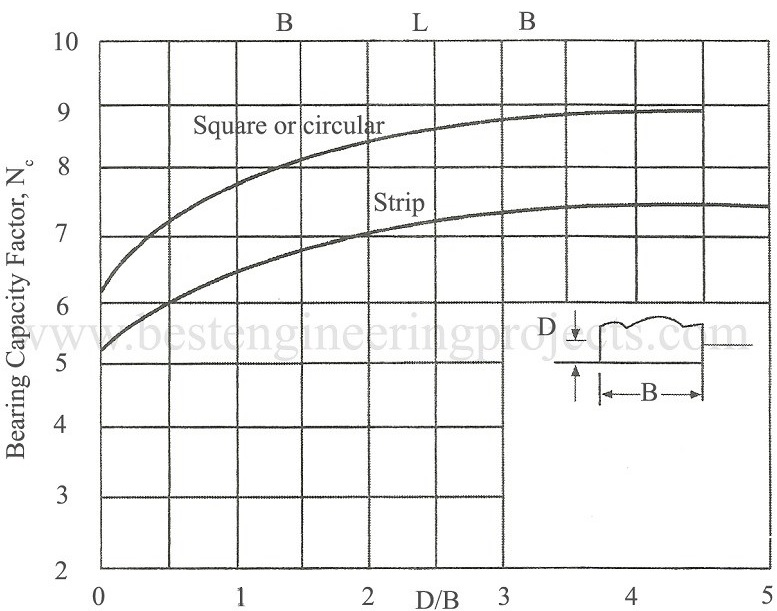 B L B
10
9
Square or circular
8
Strip
7
6
www.bestengineeringprojects.com
D
5
B
4
3
2
0 1 2 D/B 3 4 5
Bearing Capacity Factor, Nc